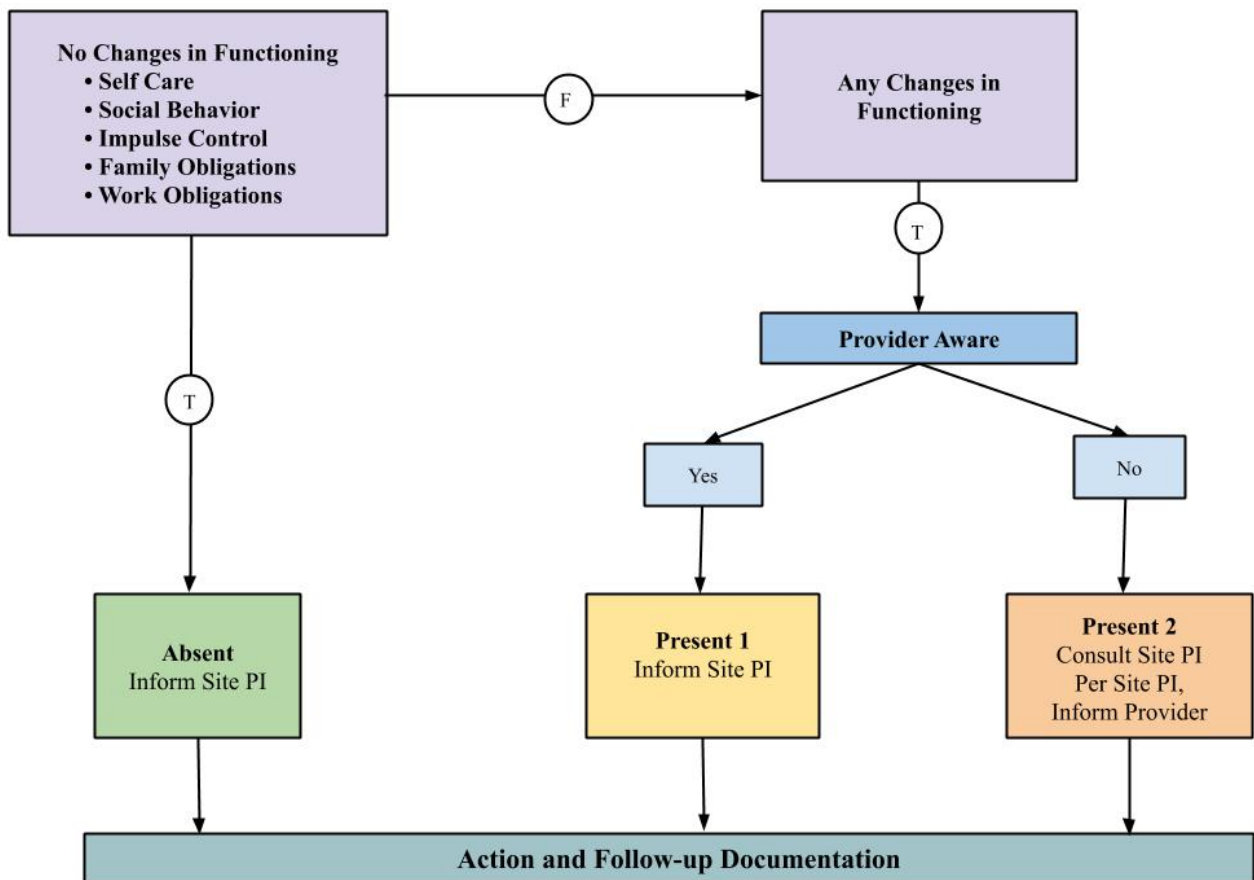 No Changes in Functioning
• Self Care
• Social Behavior
• Impulse Control
• Family Obligations
• Work Obligations
F
Any Changes in
Functioning
T
Provider Aware
T
Yes
No
Absent
Inform Site PI
Present 1
Inform Site PI
Present 2
Consult Site PI
Per Site PI,
Inform Provider
Action and Follow-up Documentation